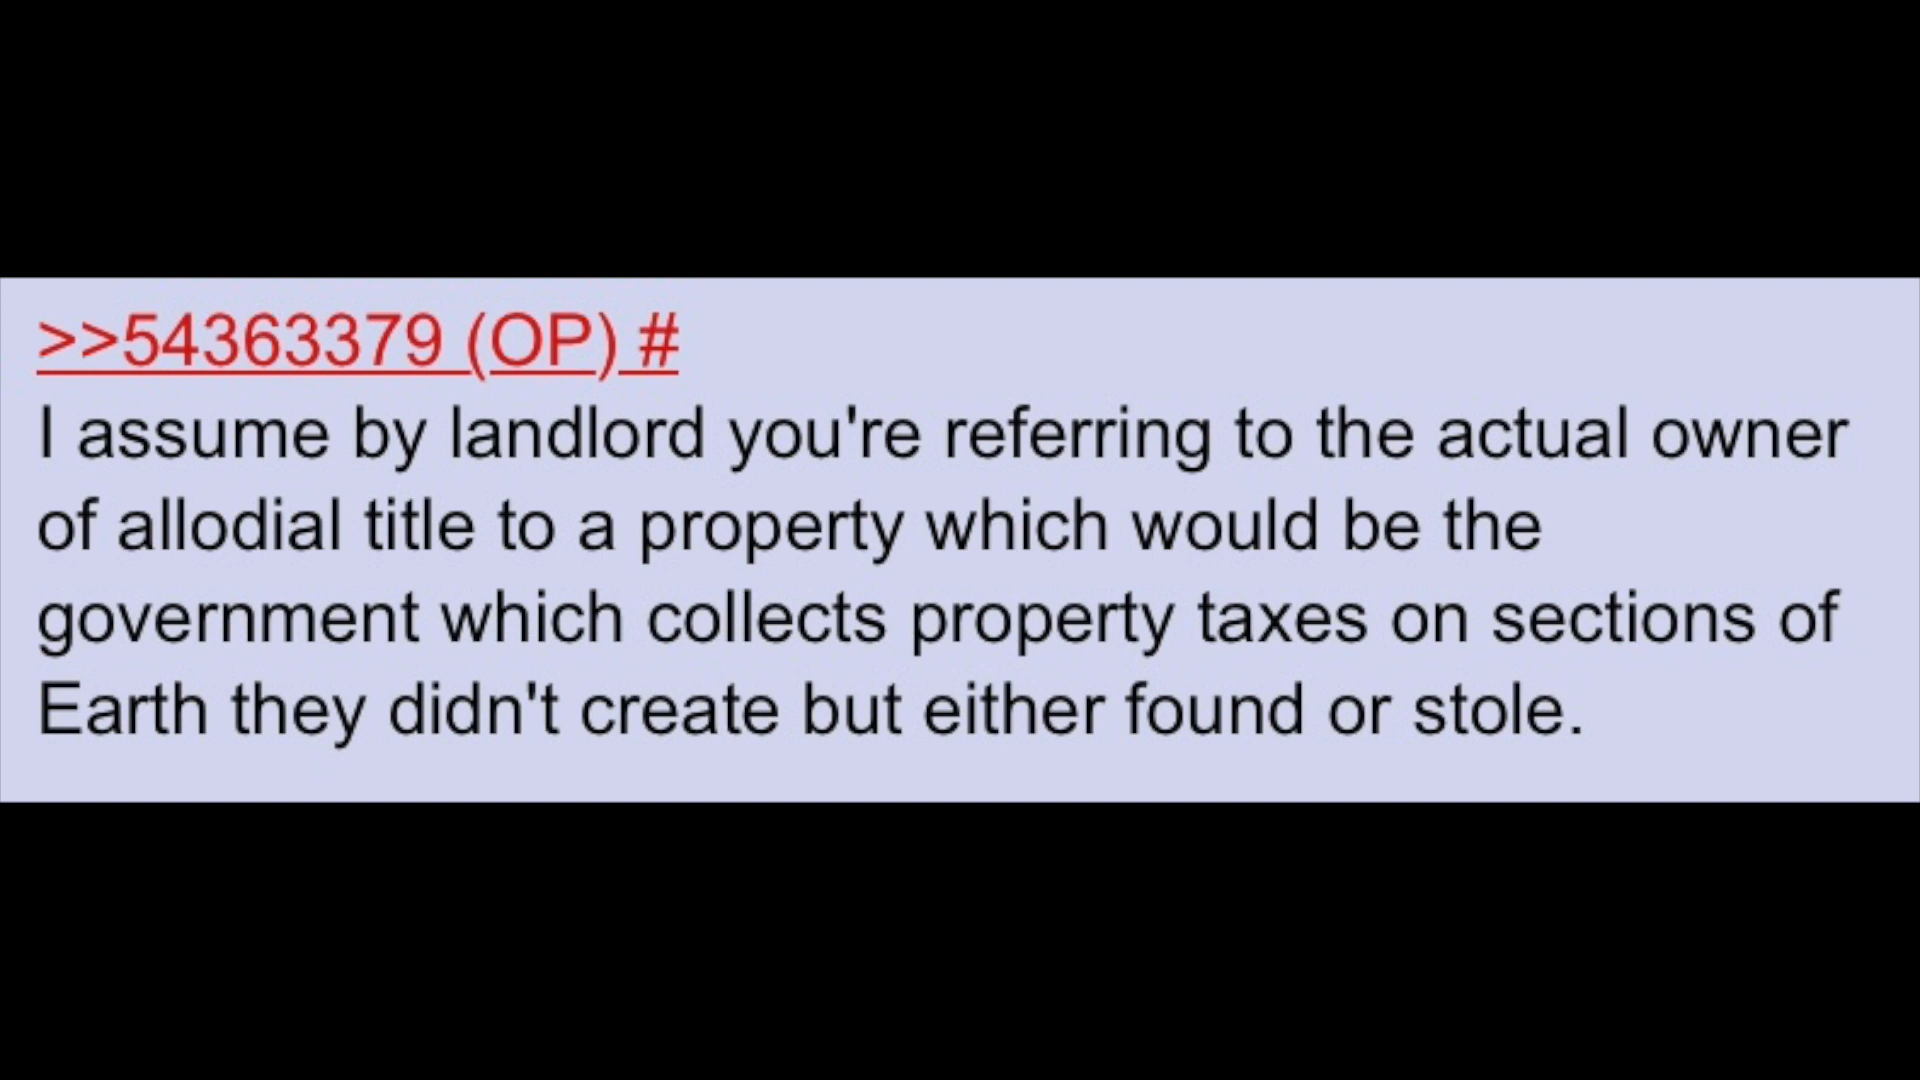 >>54363379 (OP) #
I assume by landlord you're referring to the actual owner
of allodial title to a property which would be the
government which collects property taxes on sections of
Earth they didn't create but either found or stole.